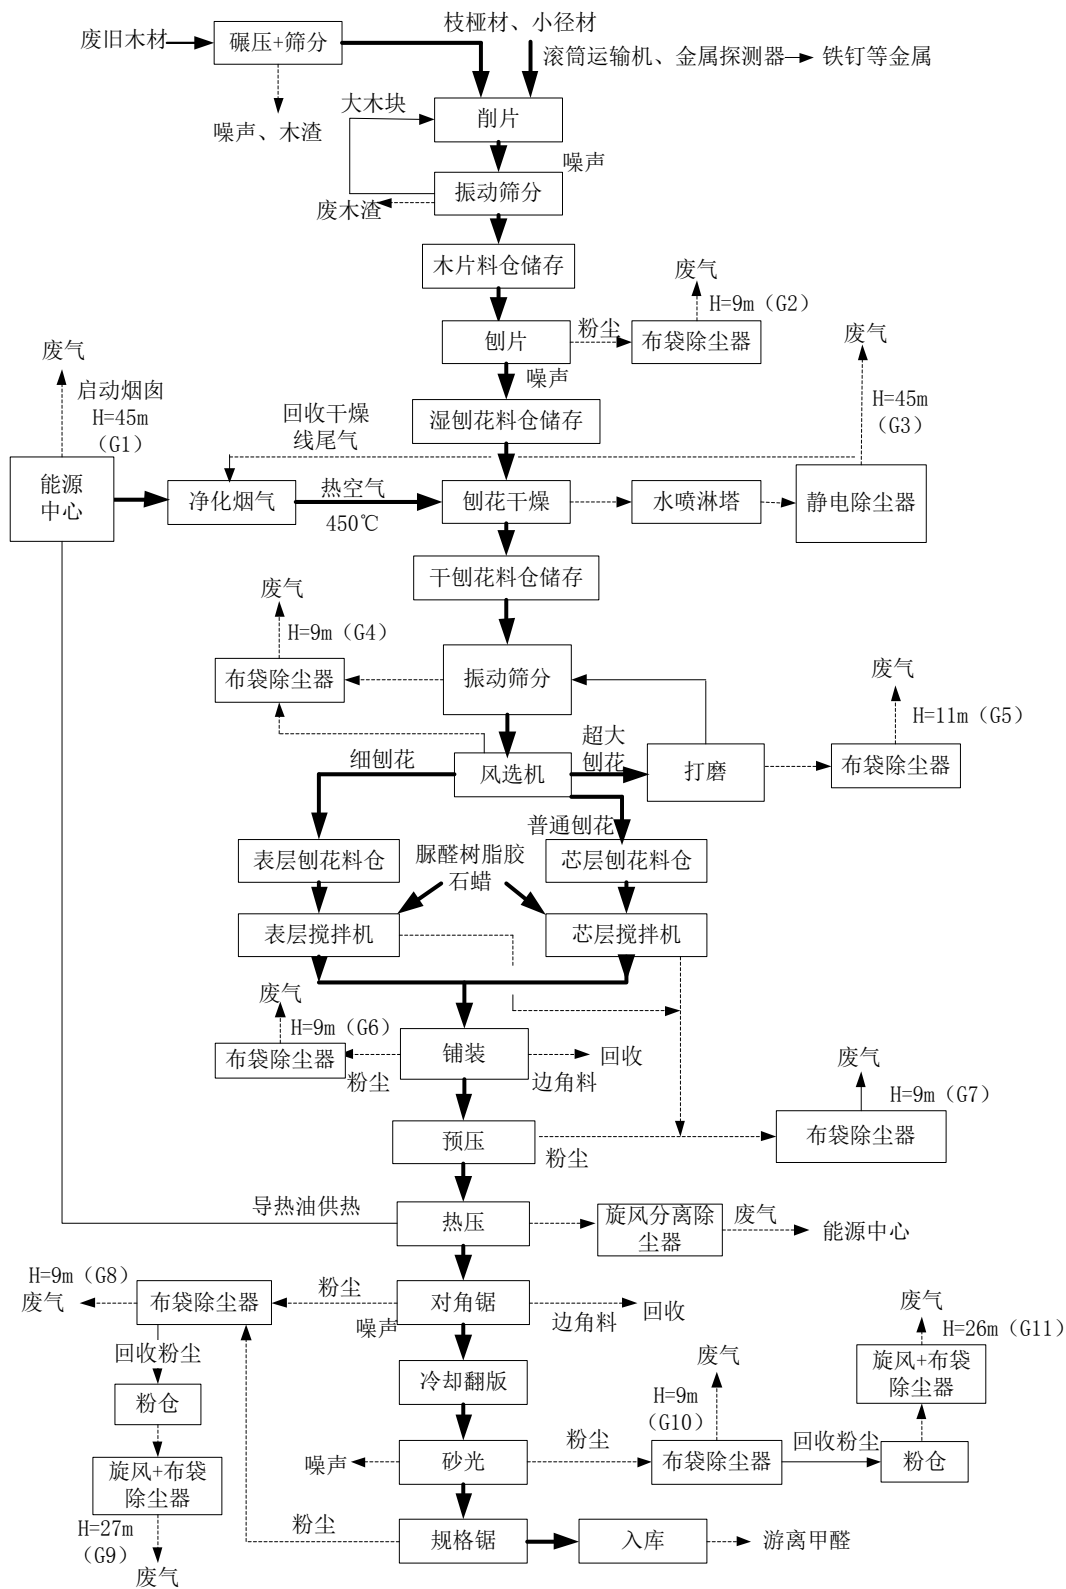 枝桠材、小径材
废旧木材
碾压+筛分
滚筒运输机、金属探测器
铁钉等金属
大木块
削片
噪声、木渣
噪声
振动筛分
废木渣
木片料仓储存
废气
H=9m（G2）
粉尘
刨片
布袋除尘器
废气
废气
噪声
启动烟囱
H=45m
（G1）
H=45m
（G3）
湿刨花料仓储存
回收干燥
线尾气
能源
中心
净化烟气
热空气
450℃
刨花干燥
水喷淋塔
静电除尘器
干刨花料仓储存
废气
H=9m（G4）
布袋除尘器
振动筛分
废气
H=11m（G5）
超大
刨花
细刨花
风选机
打磨
布袋除尘器
普通刨花
表层刨花料仓
脲醛树脂胶
石蜡
芯层刨花料仓
表层搅拌机
芯层搅拌机
废气
H=9m（G6）
布袋除尘器
铺装
回收
粉尘
边角料
废气
H=9m（G7）
预压
粉尘
布袋除尘器
导热油供热
热压
旋风分离除
尘器
废气
能源中心
H=9m（G8）
废气
布袋除尘器
粉尘
对角锯
噪声
边角料
回收
废气
H=26m（G11）
回收粉尘
粉仓
冷却翻版
废气
H=9m
（G10）
旋风+布袋
除尘器
粉尘
回收粉尘
噪声
砂光
布袋除尘器
粉仓
旋风+布袋
除尘器
H=27m
（G9）
废气
粉尘
规格锯
入库
游离甲醛